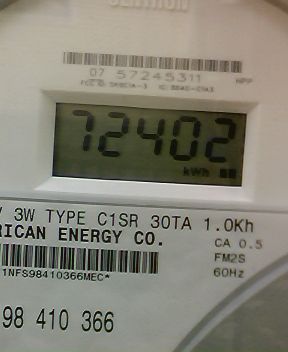 CENTRON
07 57245311
72402
kWh
3W TYPE C1SR 30TA 1.0Kh
RICAN ENERGY CO.
CA 0.5
FM2S
60Hz
1NFS98410366MEC*
98 410 366